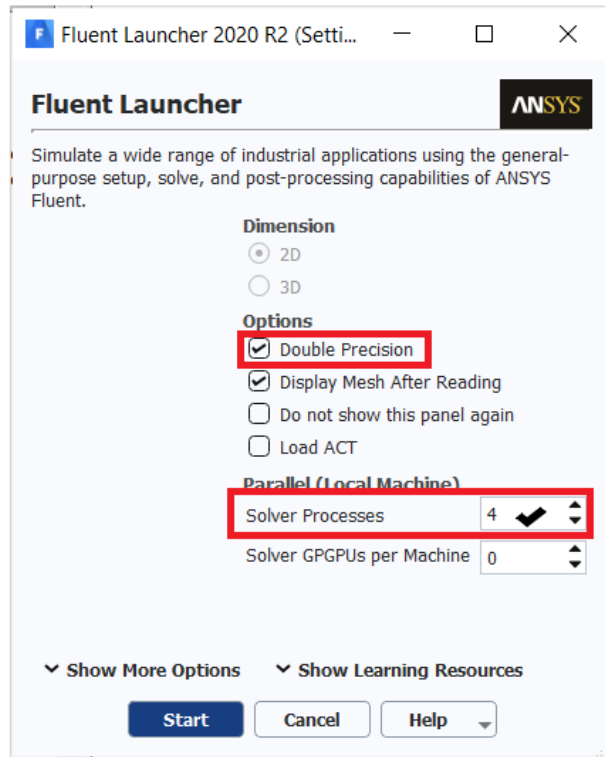 Fluent Launcher 2020 R2 (Setti...
Fluent Launcher
ANSYS
Simulate a wide range of industrial applications using the general-
purpose setup, solve, and post-processing capabilities of ANSYS
Fluent.
Dimension
2D
3D
Options
Double Precision
Display Mesh After Reading
Do not show this panel again
Load ACT
Parallel (Local Machine)
Solver Processes 4
Solver GPGPUs per Machine 0
Show More Options Show Learning Resources
Start Cancel Help